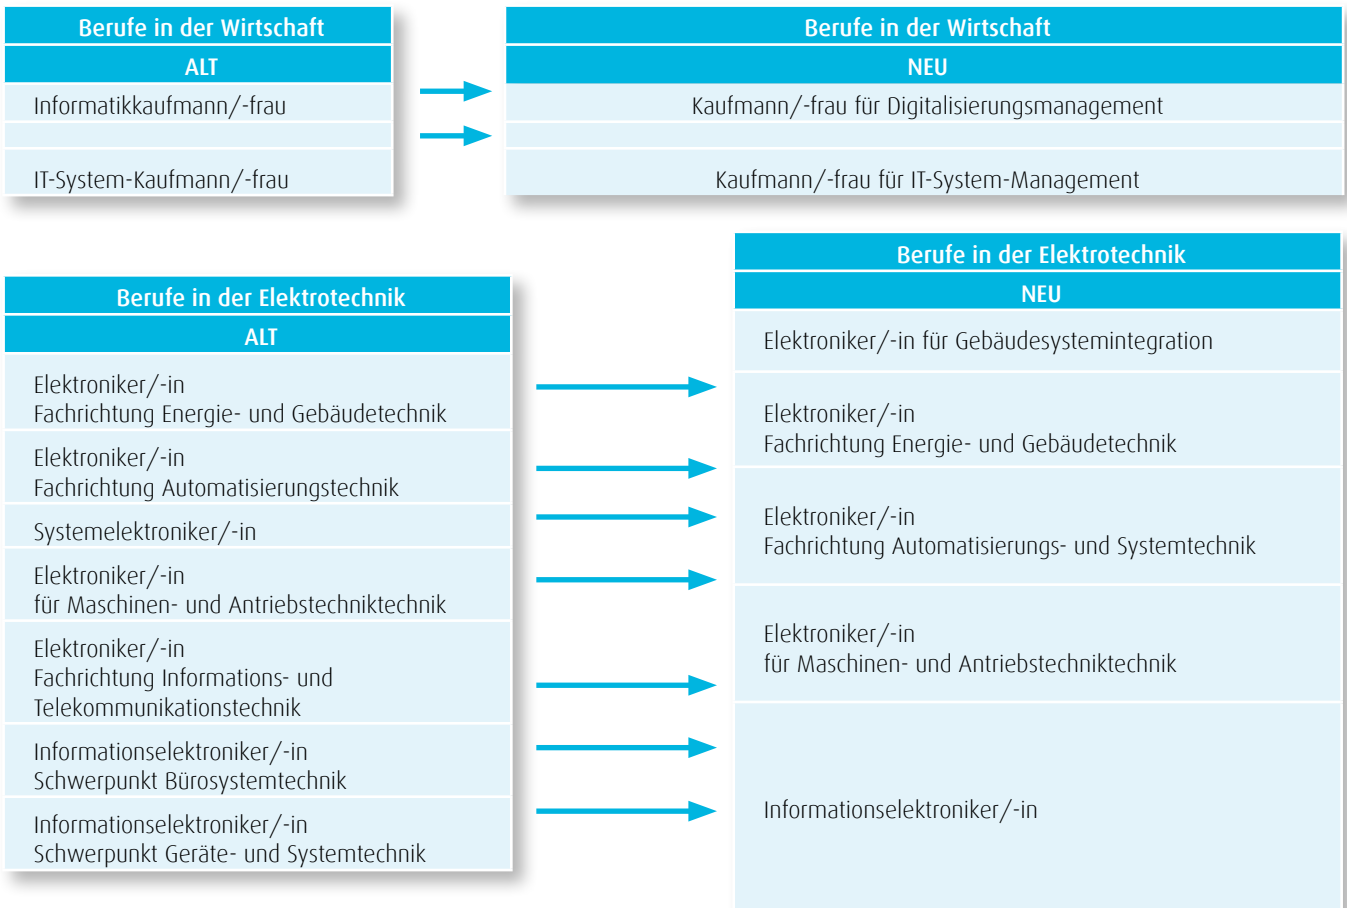 Berufe in der Wirtschaft
ALT
Informatikkaufmann/-frau
IT-System-Kaufmann/-frau
Berufe in der Wirtschaft
NEU
Kaufmann/-frau für Digitalisierungsmanagement
Kaufmann/-frau für IT-System-Management
Berufe in der Elektrotechnik
ALT
Elektroniker/-in
Fachrichtung Energie- und Gebäudetechnik
Elektroniker/-in
Fachrichtung Automatisierungstechnik
Systemelektroniker/-in
Elektroniker/-in
für Maschinen- und Antriebstechniktechnik
Elektroniker/-in
Fachrichtung Informations- und
Telekommunikationstechnik
Informationselektroniker/-in
Schwerpunkt Bürosystemtechnik
Informationselektroniker/-in
Schwerpunkt Geräte- und Systemtechnik
Berufe in der Elektrotechnik
NEU
Elektroniker/-in für Gebäudesystemintegration
Elektroniker/-in
Fachrichtung Energie- und Gebäudetechnik
Elektroniker/-in
Fachrichtung Automatisierungs- und Systemtechnik
Elektroniker/-in
für Maschinen- und Antriebstechniktechnik
Informationselektroniker/-in